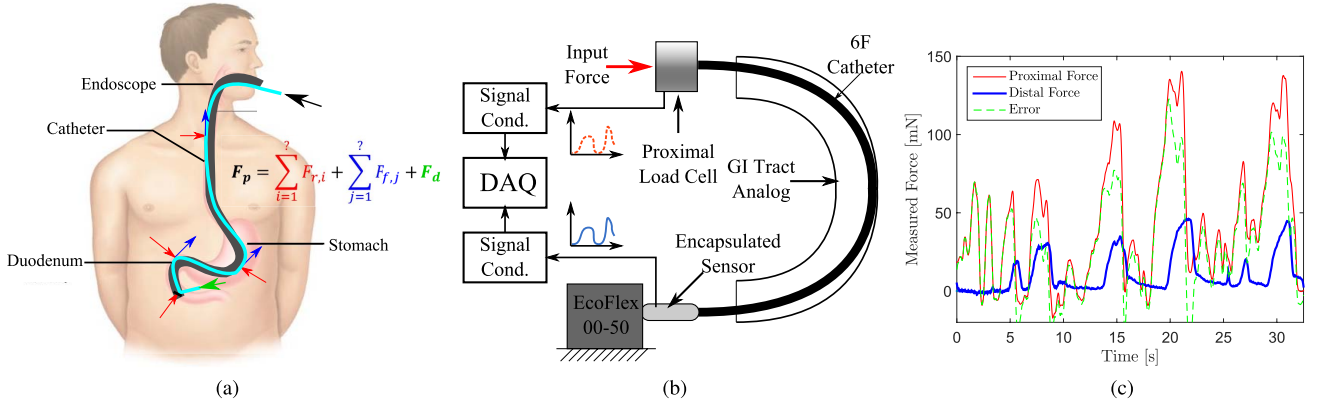 Endoscope
Catheter
F_p = ∑_{i=1}^{?} F_{r,i} + ∑_{j=1}^{?} F_{f,j} + F_d
Stomach
Duodenum
(a)
Input
Force
6F
Catheter
Signal
Cond.
Proximal
Load Cell
GI Tract
Analog
DAQ
Signal
Cond.
Encapsulated
Sensor
EcoFlex
00-50
(b)
150
100
50
0
Measured Force [mN]
Proximal Force
Distal Force
Error
0 5 10 15 20 25 30
Time [s]
(c)